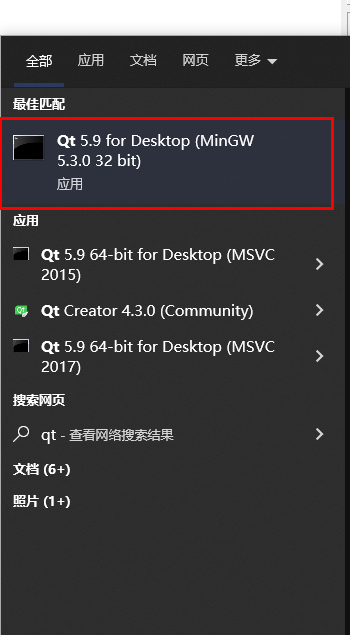 全部 应用 文档 网页 更多
最佳匹配
Qt 5.9 for Desktop (MinGW
5.3.0 32 bit)
应用
应用
Qt 5.9 64-bit for Desktop (MSVC
2015)
Qt Creator 4.3.0 (Community)
Qt 5.9 64-bit for Desktop (MSVC
2017)
搜索网页
qt - 查看网络搜索结果
文档 (6+)
照片 (1+)